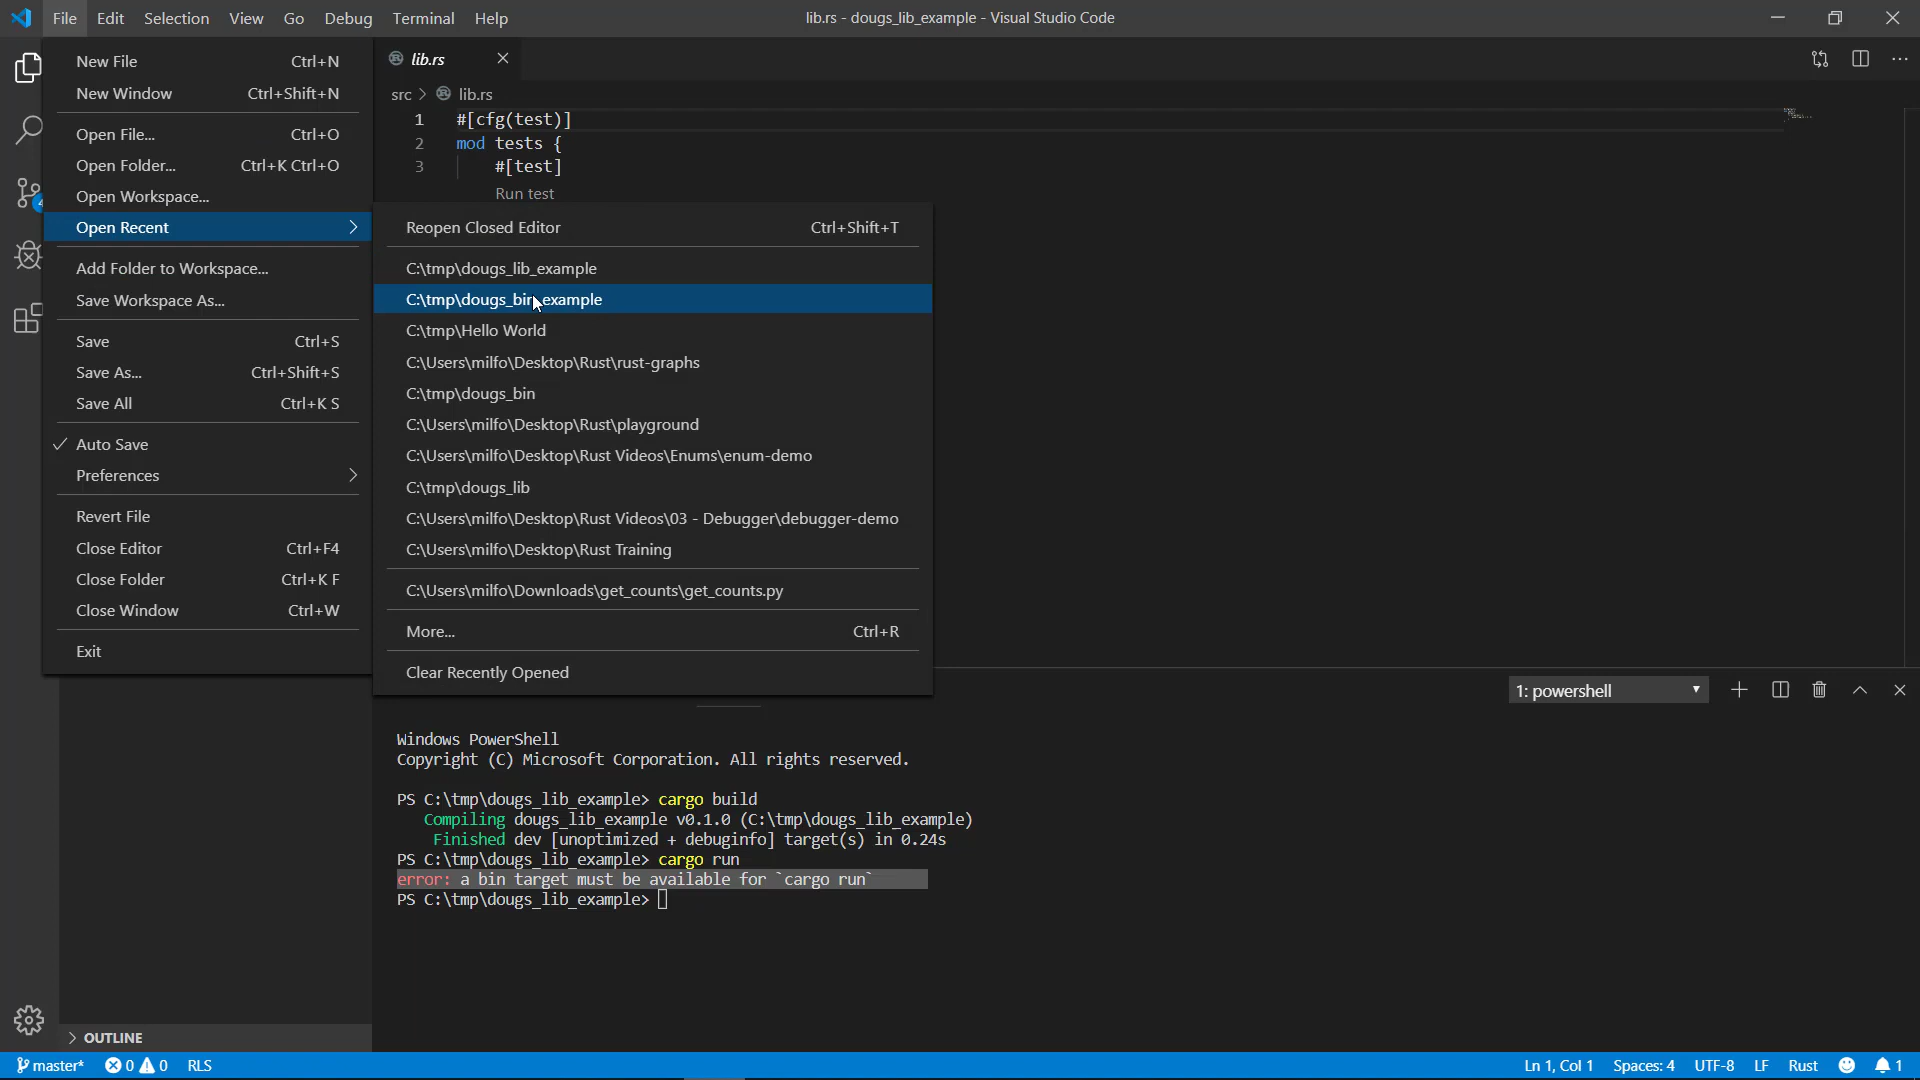 File Edit Selection View Go Debug Terminal Help
lib.rs - dougs_lib_example - Visual Studio Code
New File Ctrl+N
New Window Ctrl+Shift+N
Open File... Ctrl+O
Open Folder... Ctrl+K Ctrl+O
Open Workspace...
Open Recent
Add Folder to Workspace...
Save Workspace As...
Save Ctrl+S
Save As... Ctrl+Shift+S
Save All Ctrl+K S
Auto Save
Preferences
Revert File
Close Editor Ctrl+F4
Close Folder Ctrl+K F
Close Window Ctrl+W
Exit
lib.rs
src > lib.rs
1 #[cfg(test)]
2 mod tests {
3 #[test]
Run test
Reopen Closed Editor Ctrl+Shift+T
C:\tmp\dougs_lib_example
C:\tmp\dougs_bin_example
C:\tmp\Hello World
C:\Users\milfo\Desktop\Rust\rust-graphs
C:\tmp\dougs_bin
C:\Users\milfo\Desktop\Rust\playground
C:\Users\milfo\Desktop\Rust Videos\Enums\enum-demo
C:\tmp\dougs_lib
C:\Users\milfo\Desktop\Rust Videos\03 - Debugger\debugger-demo
C:\Users\milfo\Desktop\Rust Training
C:\Users\milfo\Downloads\get_counts\get_counts.py
More... Ctrl+R
Clear Recently Opened
1: powershell
Windows PowerShell
Copyright (C) Microsoft Corporation. All rights reserved.
PS C:\tmp\dougs_lib_example> cargo build
Compiling dougs_lib_example v0.1.0 (C:\tmp\dougs_lib_example)
Finished dev [unoptimized + debuginfo] target(s) in 0.24s
PS C:\tmp\dougs_lib_example> cargo run
error: a bin target must be available for `cargo run`
PS C:\tmp\dougs_lib_example>
OUTLINE
master* 0 0 RLS
Ln 1, Col 1 Spaces: 4 UTF-8 LF Rust 1